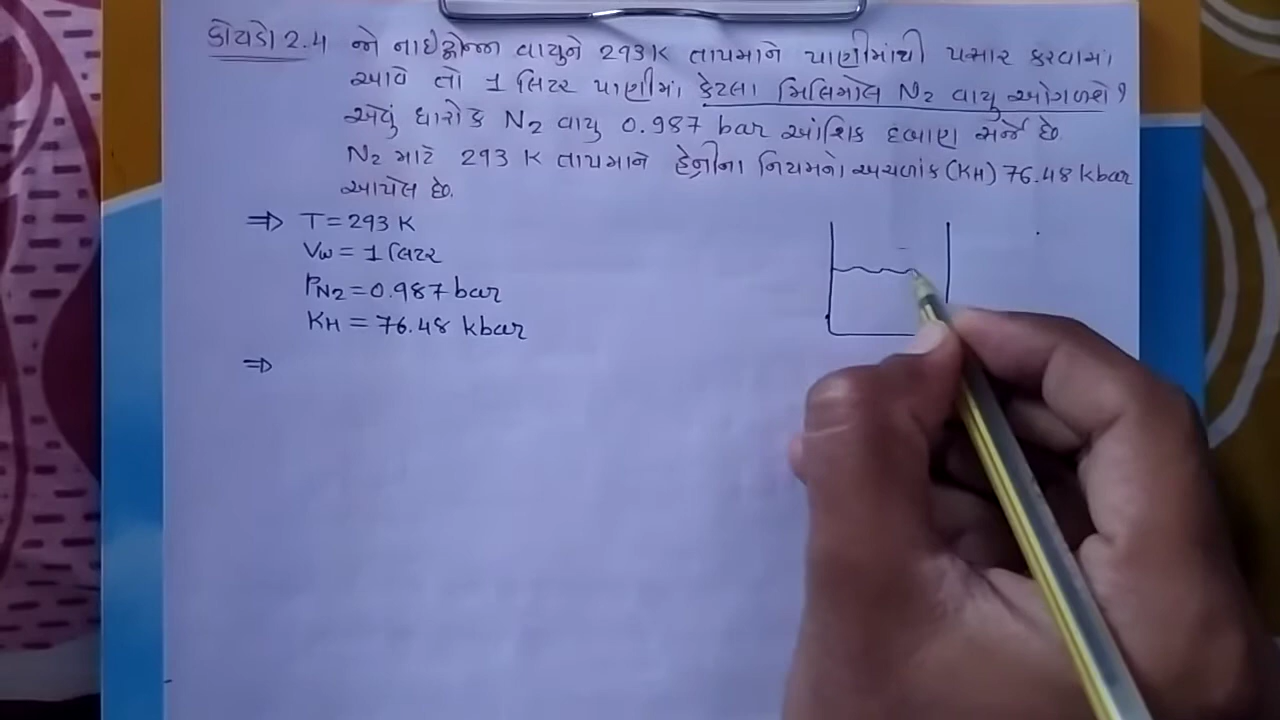 કોયડો 2.4 જો નાઈટ્રોજન વાયુને 293 K તાપમાને પાણીમાંથી પસાર કરવામાં
આવે તો 1 લિટર પાણીમાં કેટલા મિલિમોલ N2 વાયુ ઓગળશે?
એવું ધારોકે N2 વાયુ 0.987 bar આંશિક દબાણ સર્જે છે.
N2 માટે 293 K તાપમાને હેન્રીના નિયમનો અચળાંક (KH) 76.48 kbar
આપેલ છે.
⇒ T = 293 K
Vw = 1 લિટર
PN2 = 0.987 bar
KH = 76.48 kbar
⇒